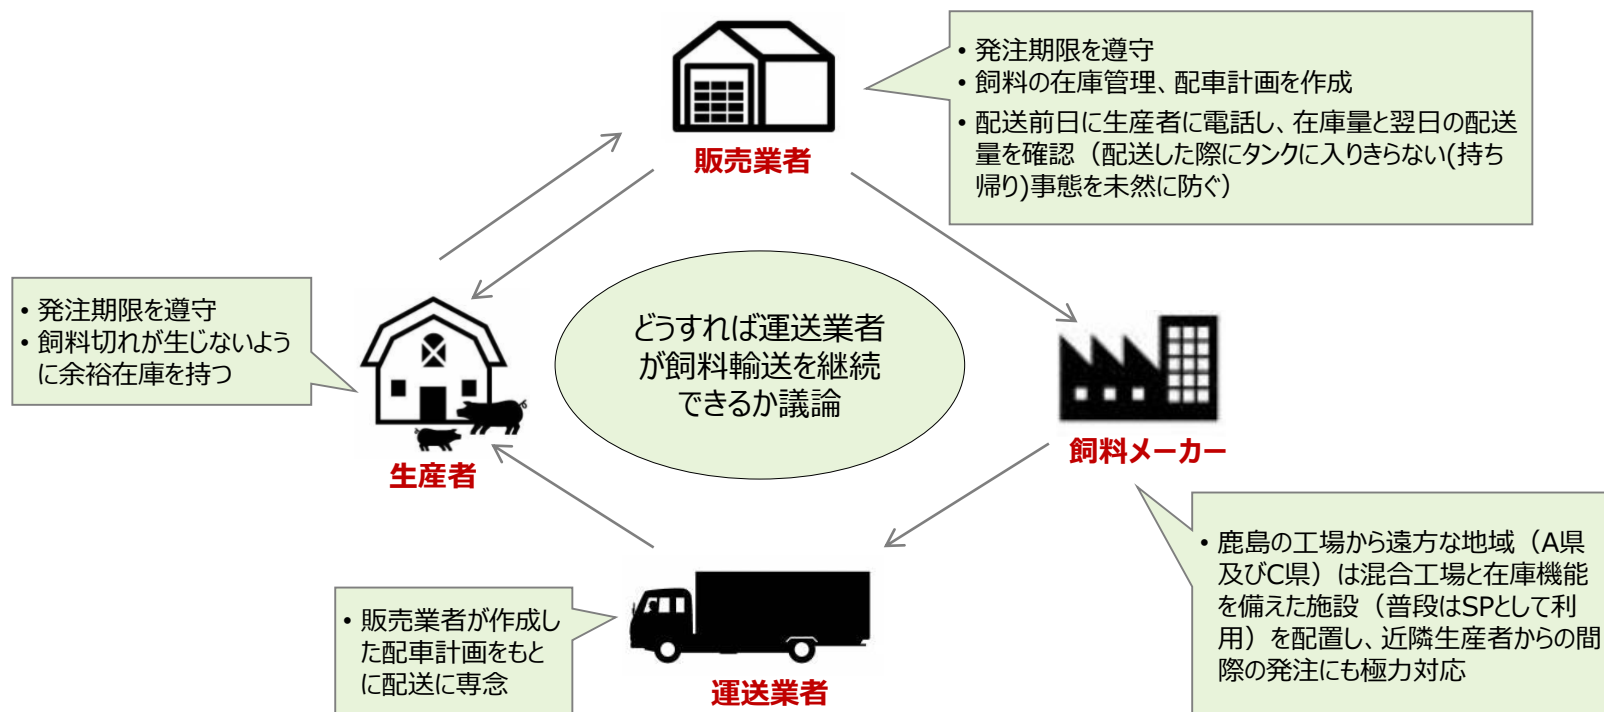 • 発注期限を遵守
• 飼料の在庫管理、配車計画を作成
• 配送前日に生産者に電話し、在庫量と翌日の配送
量を確認（配送した際にタンクに入りきらない(持ち
帰り)事態を未然に防ぐ）
販売業者
• 発注期限を遵守
• 飼料切れが生じないよう
に余裕在庫を持つ
生産者
どうすれば運送業者
が飼料輸送を継続
できるか議論
飼料メーカー
• 鹿島の工場から遠方な地域（A県
及びC県）は混合工場と在庫機能
を備えた施設（普段はSPとして利
用）を配置し、近隣生産者からの間
際の発注にも極力対応
• 販売業者が作成し
た配車計画をもと
に配送に専念
運送業者